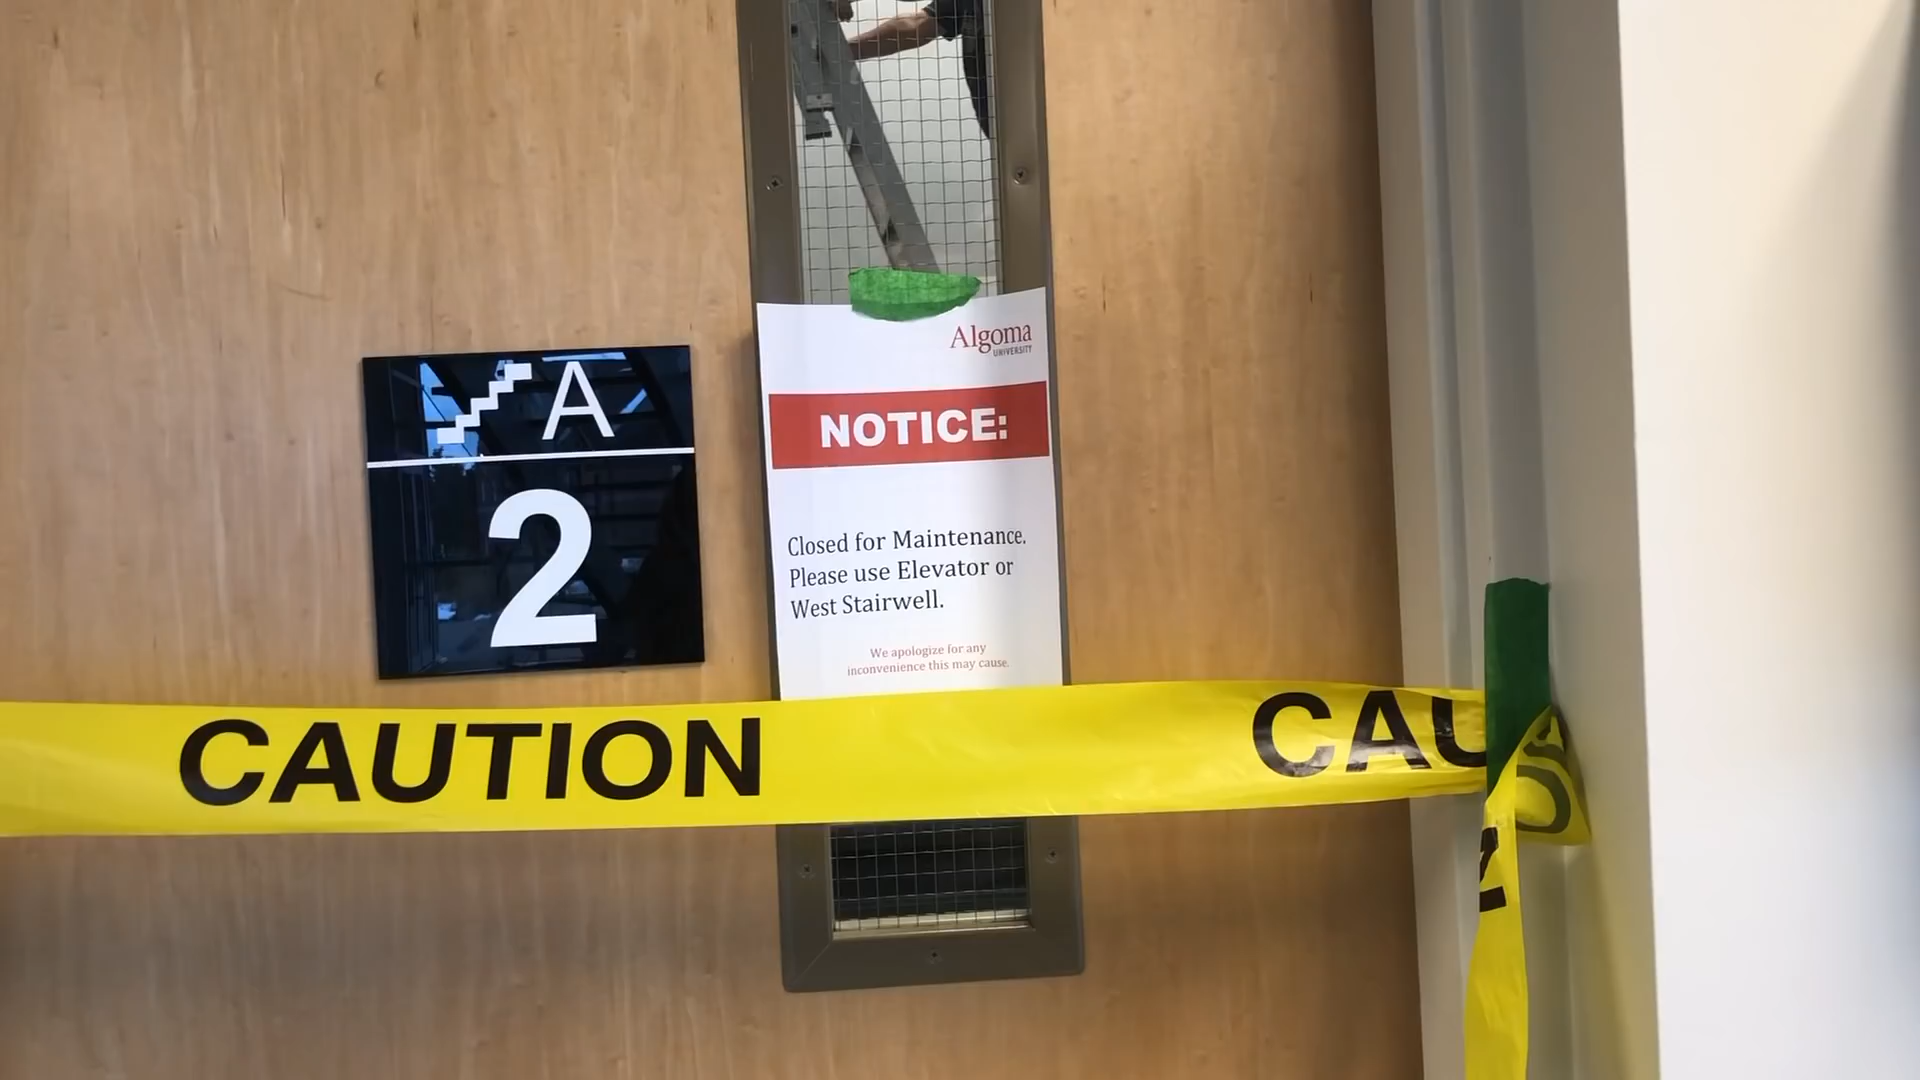 A
2
Algoma
UNIVERSITY
NOTICE:
Closed for Maintenance.
Please use Elevator or
West Stairwell.
We apologize for any
inconvenience this may cause.
CAUTION CAU